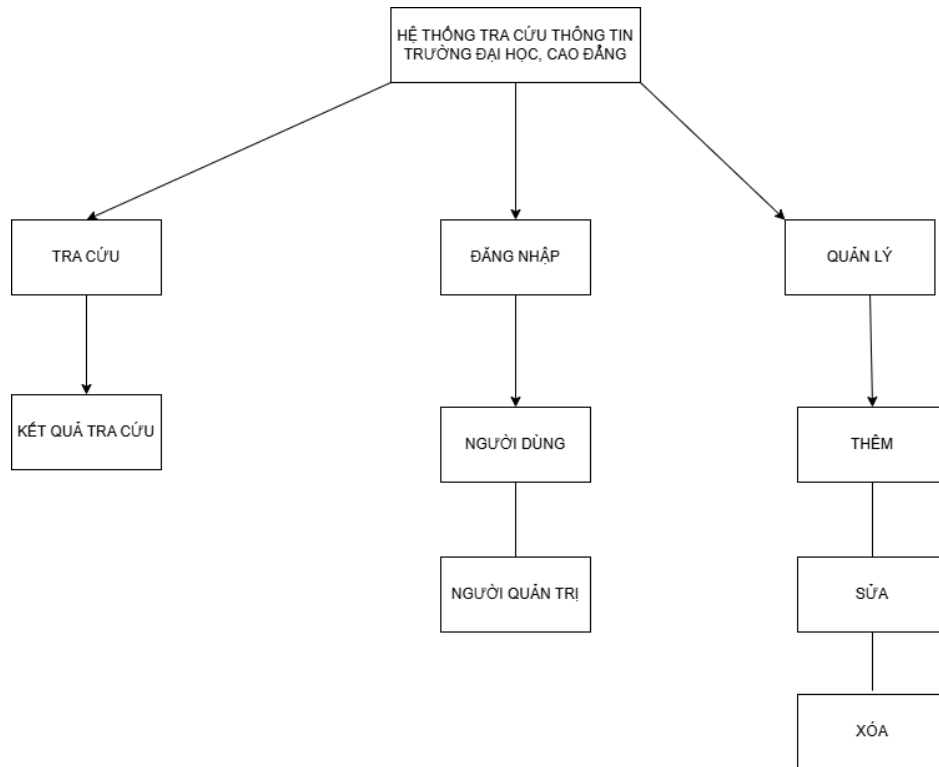 HỆ THỐNG TRA CỨU THÔNG TIN
TRƯỜNG ĐẠI HỌC, CAO ĐẲNG
TRA CỨU
ĐĂNG NHẬP
QUẢN LÝ
KẾT QUẢ TRA CỨU
NGƯỜI DÙNG
THÊM
NGƯỜI QUẢN TRỊ
SỬA
XÓA